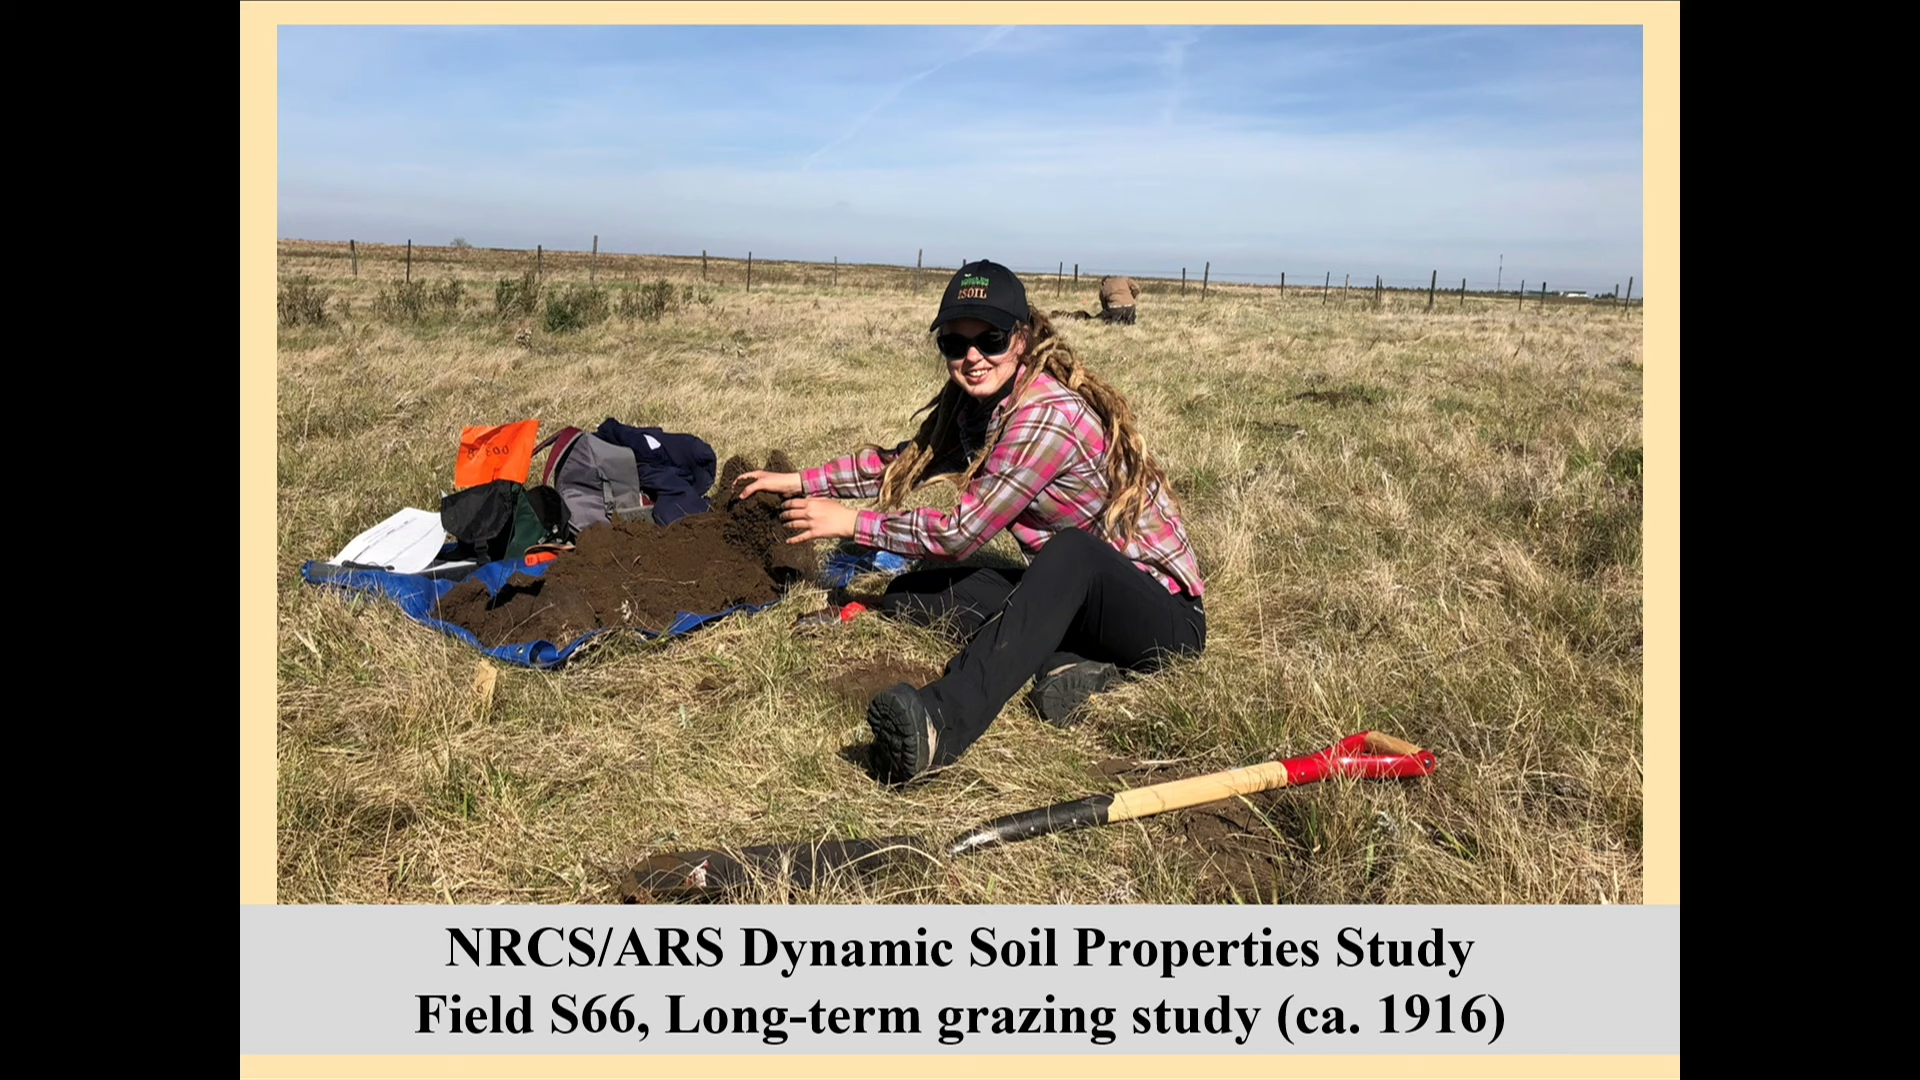 ISOIL
NRCS/ARS Dynamic Soil Properties Study
Field S66, Long-term grazing study (ca. 1916)